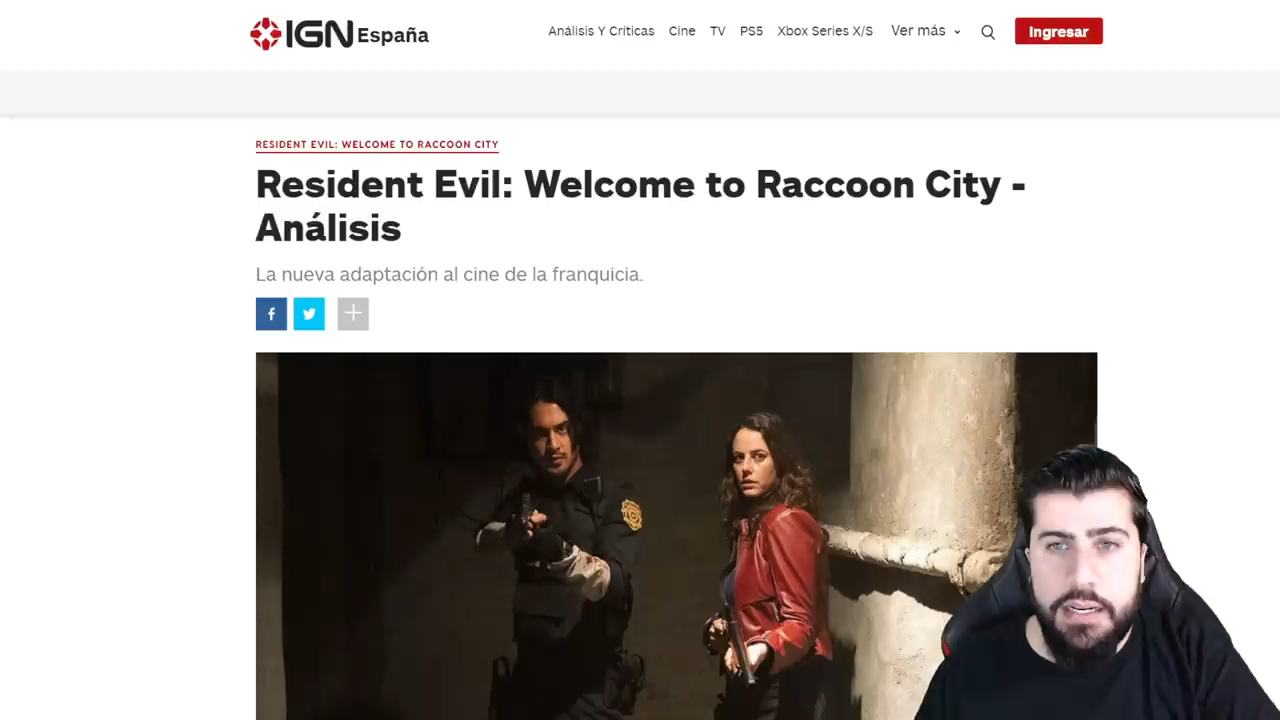 IGN España
Análisis Y Críticas Cine TV PS5 Xbox Series X/S Ver más Ingresar
RESIDENT EVIL: WELCOME TO RACCOON CITY
Resident Evil: Welcome to Raccoon City -
Análisis
La nueva adaptación al cine de la franquicia.